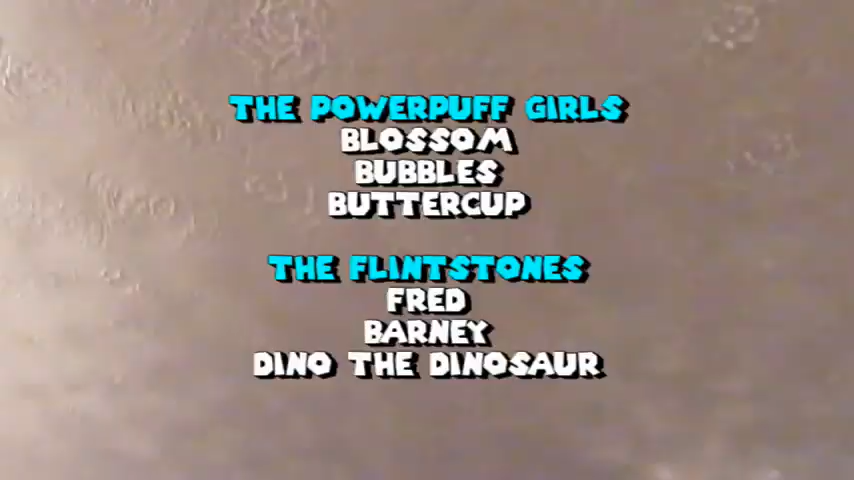 THE POWERPUFF GIRLS
BLOSSOM
BUBBLES
BUTTERCUP
THE FLINTSTONES
FRED
BARNEY
DINO THE DINOSAUR